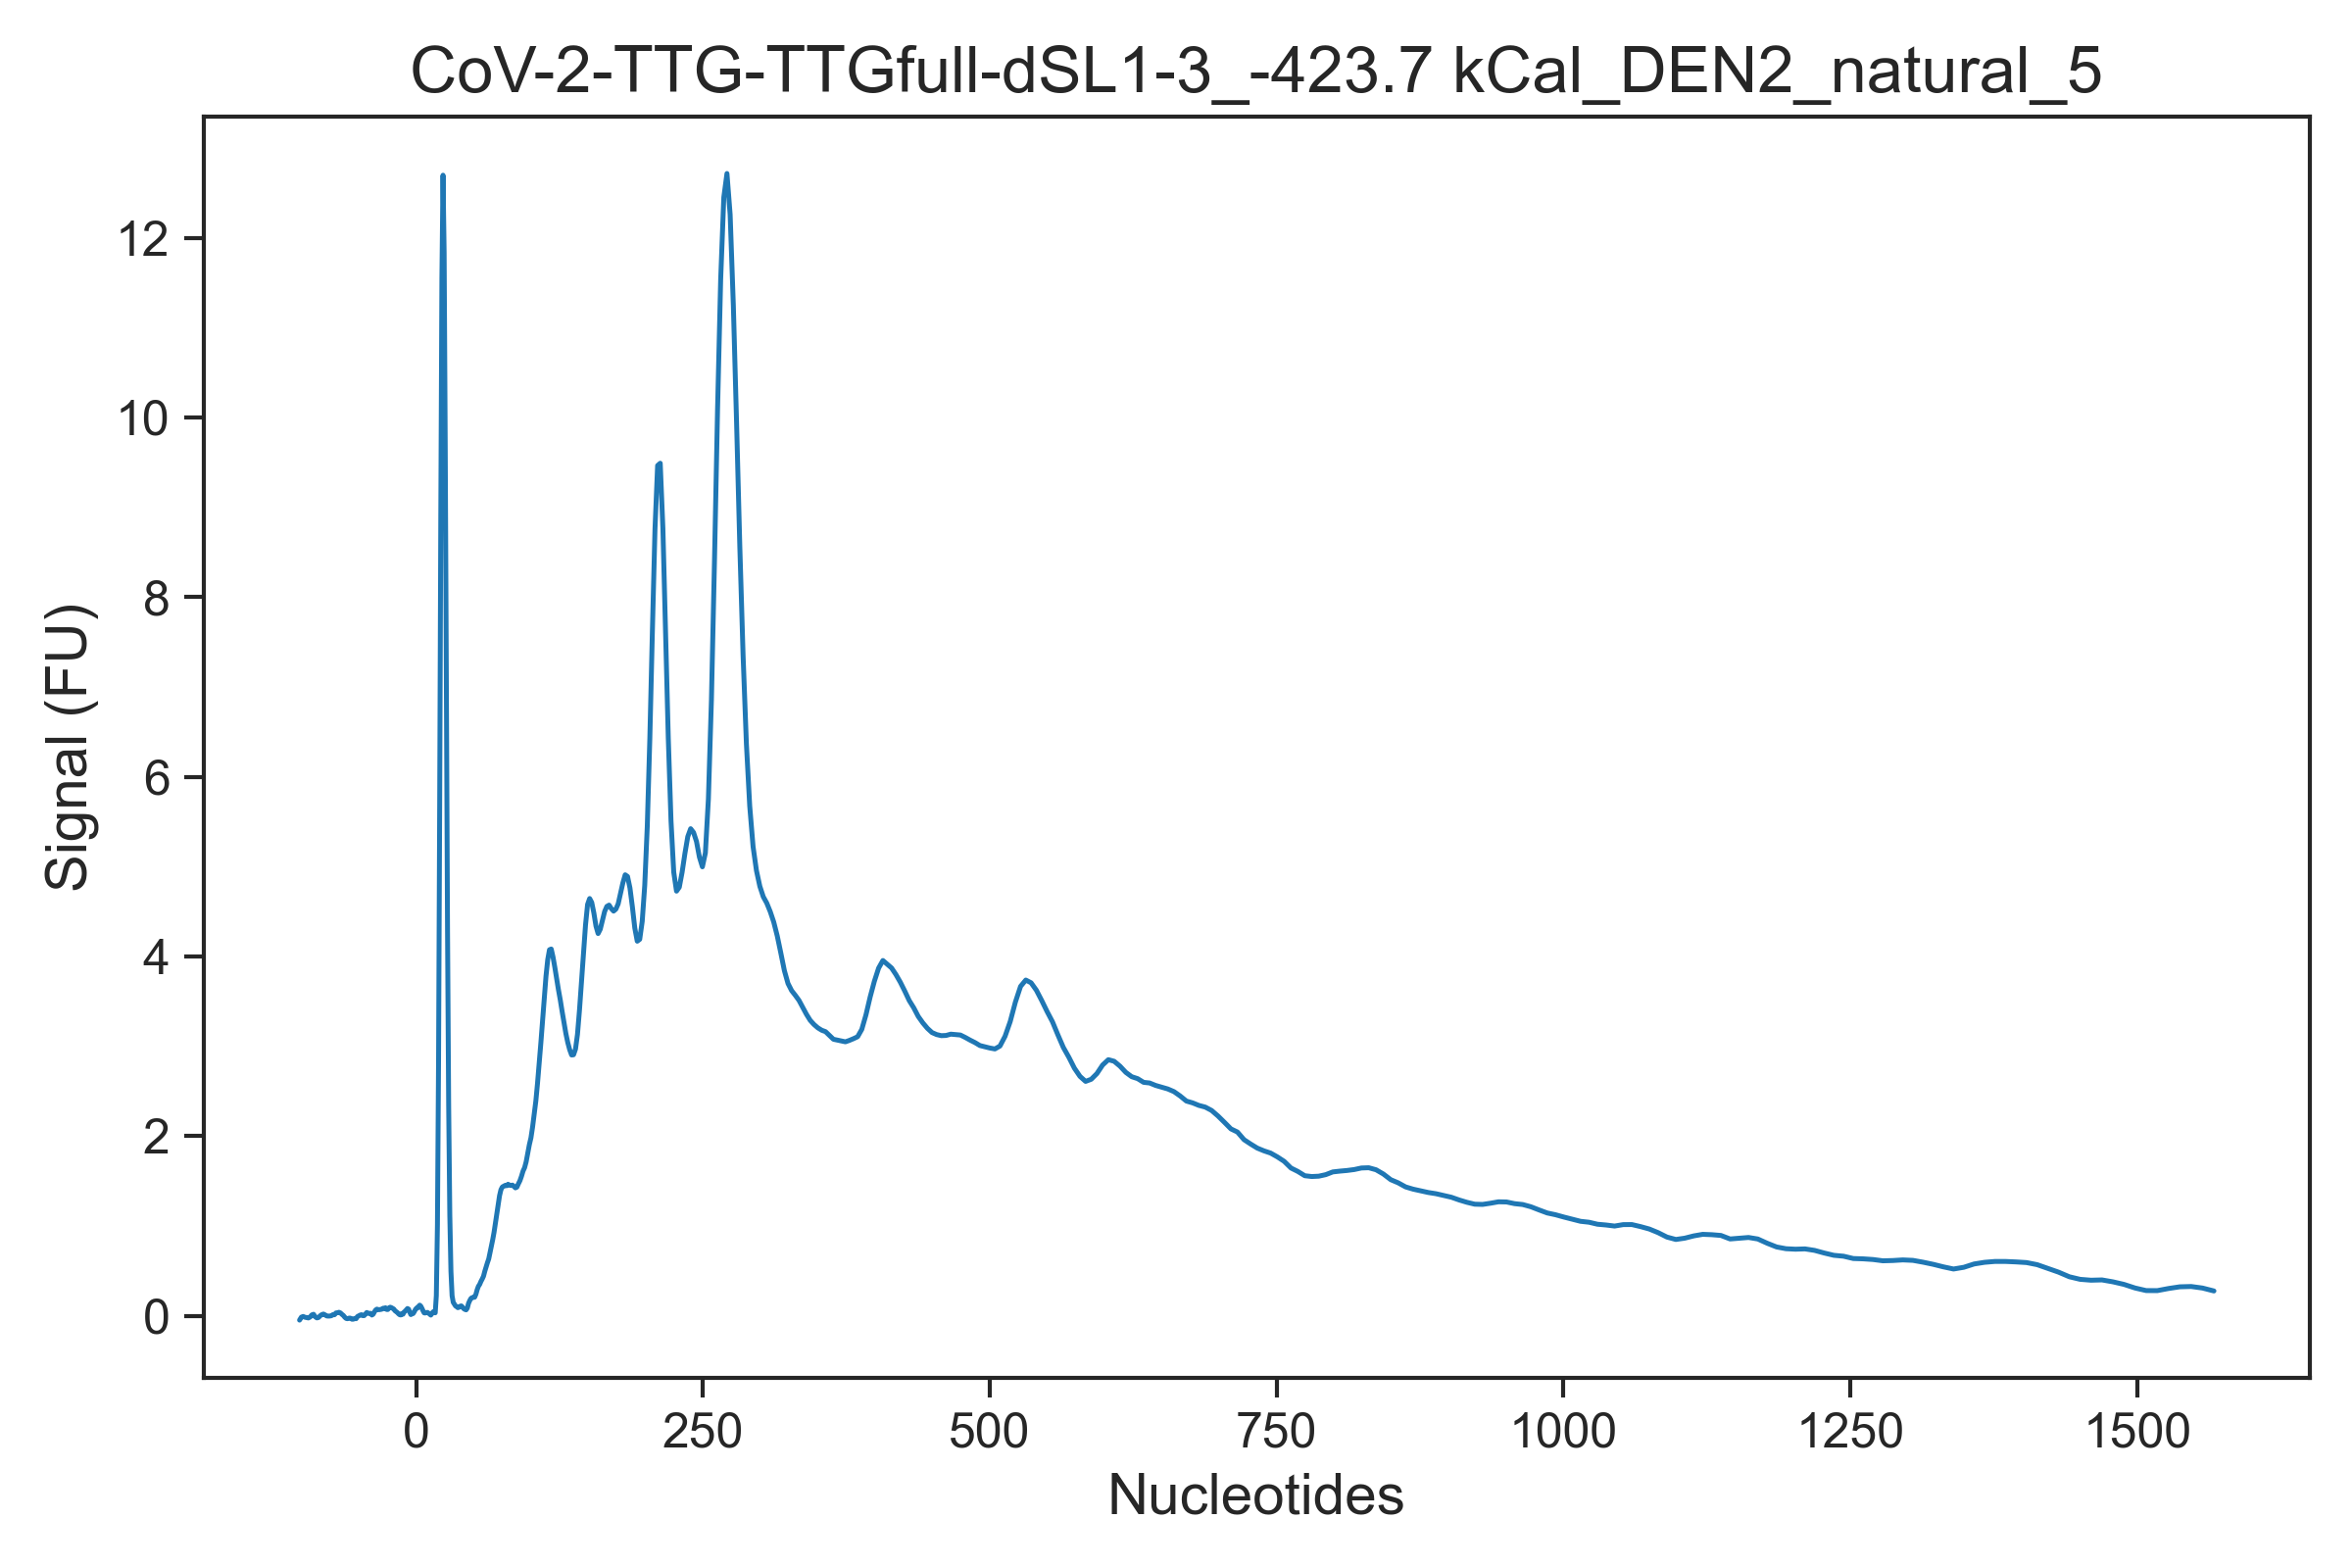 CoV-2-TTG-TTGfull-dSL1-3_-423.7 kCal_DEN2_natural_5
12
10
8
6
4
2
0
Signal (FU)
0 250 500 750 1000 1250 1500
Nucleotides